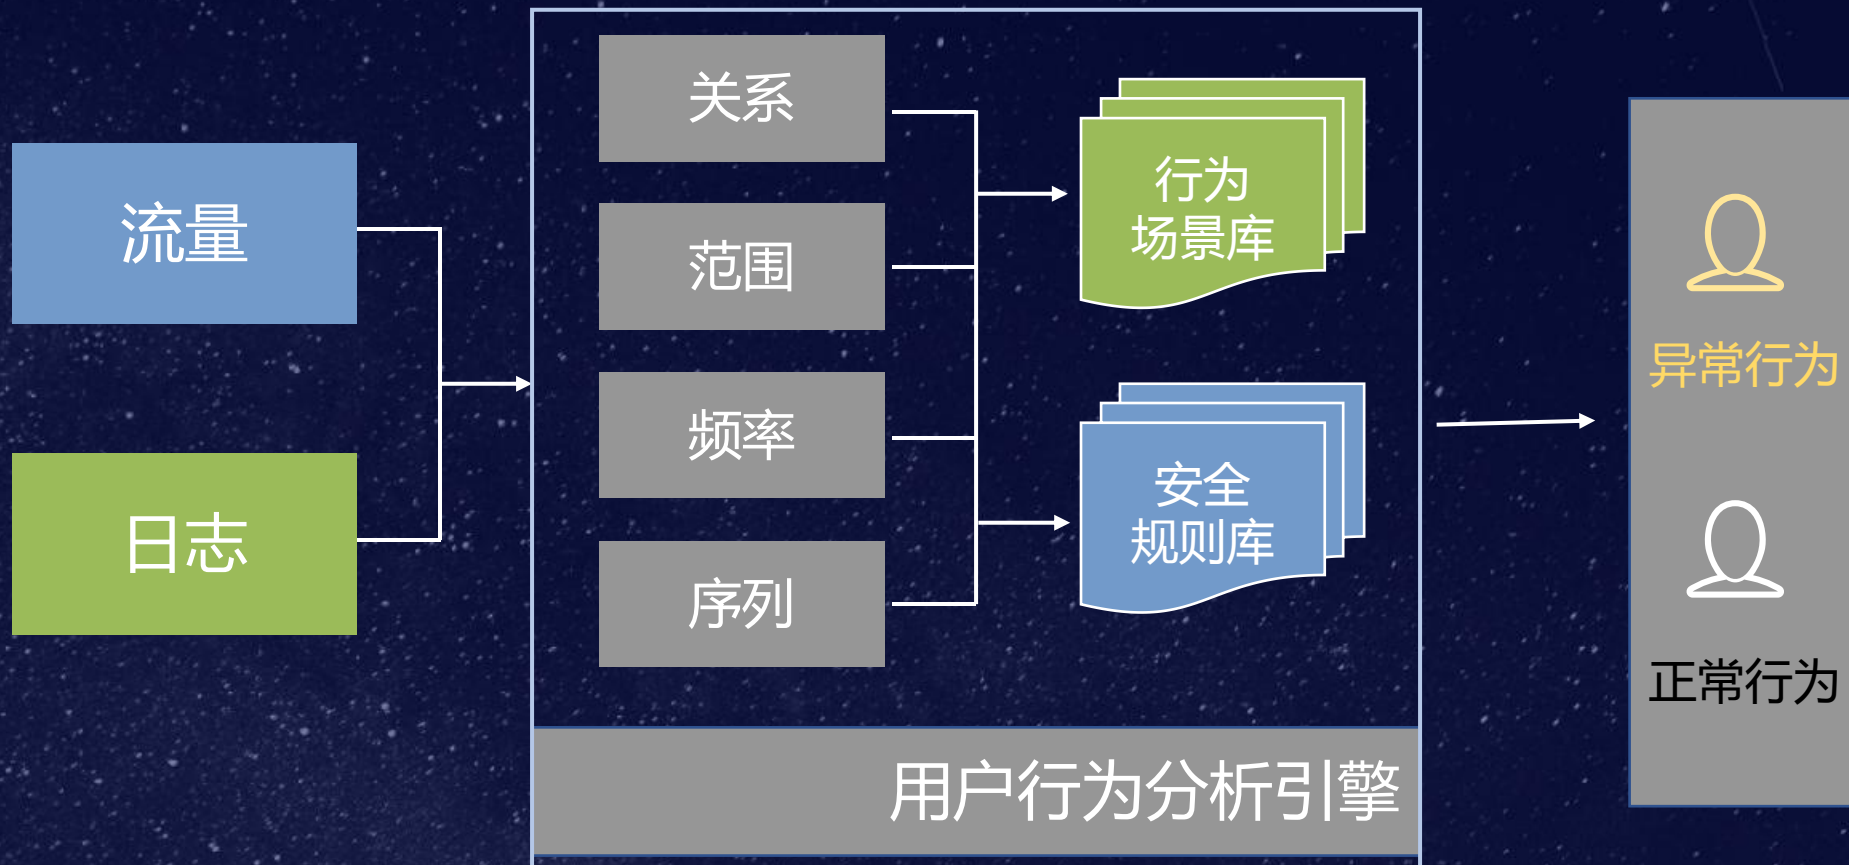 流量
日志
关系
范围
频率
序列
行为
场景库
安全
规则库
用户行为分析引擎
异常行为
正常行为